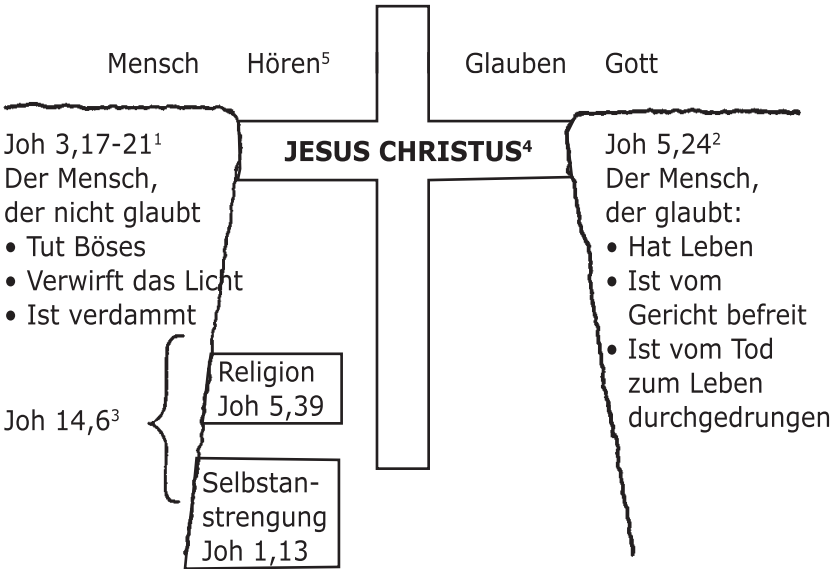 Mensch Hören⁵ Glauben Gott
Joh 3,17-21¹
Der Mensch,
der nicht glaubt
• Tut Böses
• Verwirft das Licht
• Ist verdammt
JESUS CHRISTUS⁴
Joh 5,24²
Der Mensch,
der glaubt:
• Hat Leben
• Ist vom
Gericht befreit
• Ist vom Tod
zum Leben
durchgedrungen
Joh 14,6³
Religion
Joh 5,39
Selbstan-
strengung
Joh 1,13